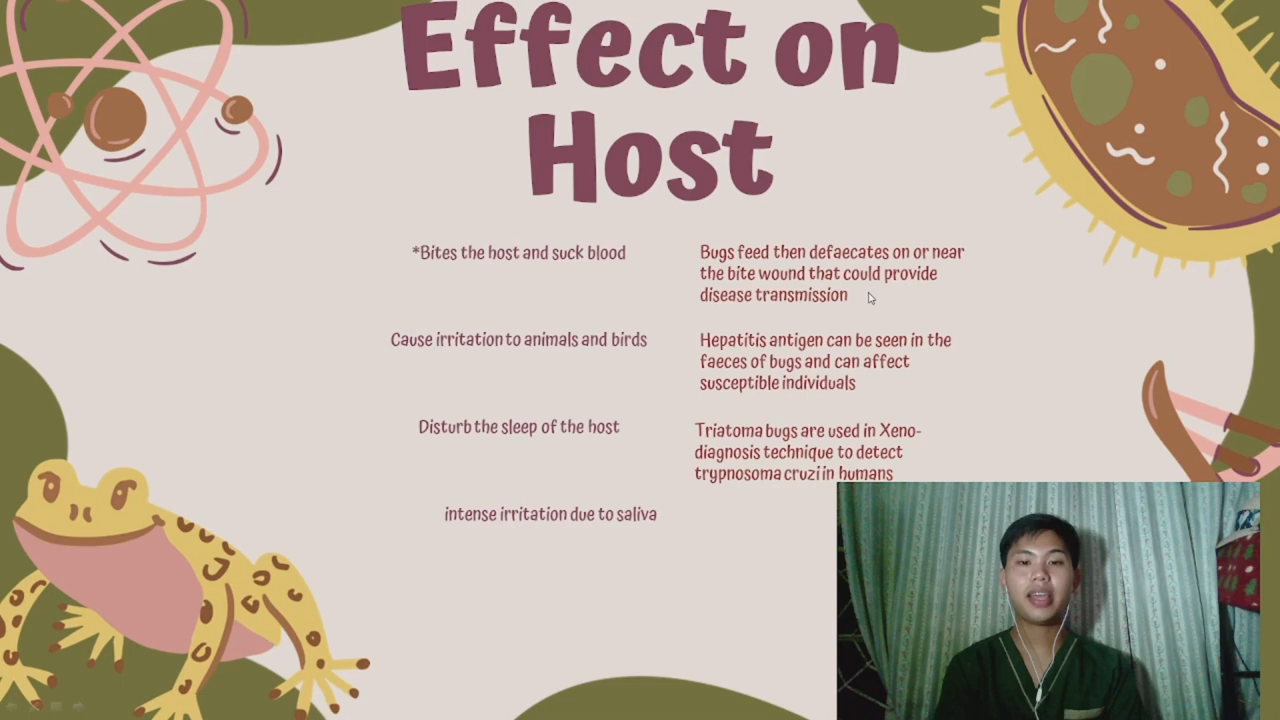 Effect on
Host
*Bites the host and suck blood
Cause irritation to animals and birds
Disturb the sleep of the host
intense irritation due to saliva
Bugs feed then defaecates on or near
the bite wound that could provide
disease transmission
Hepatitis antigen can be seen in the
faeces of bugs and can affect
susceptible individuals
Triatoma bugs are used in Xeno-
diagnosis technique to detect
trypnosoma cruzi in humans